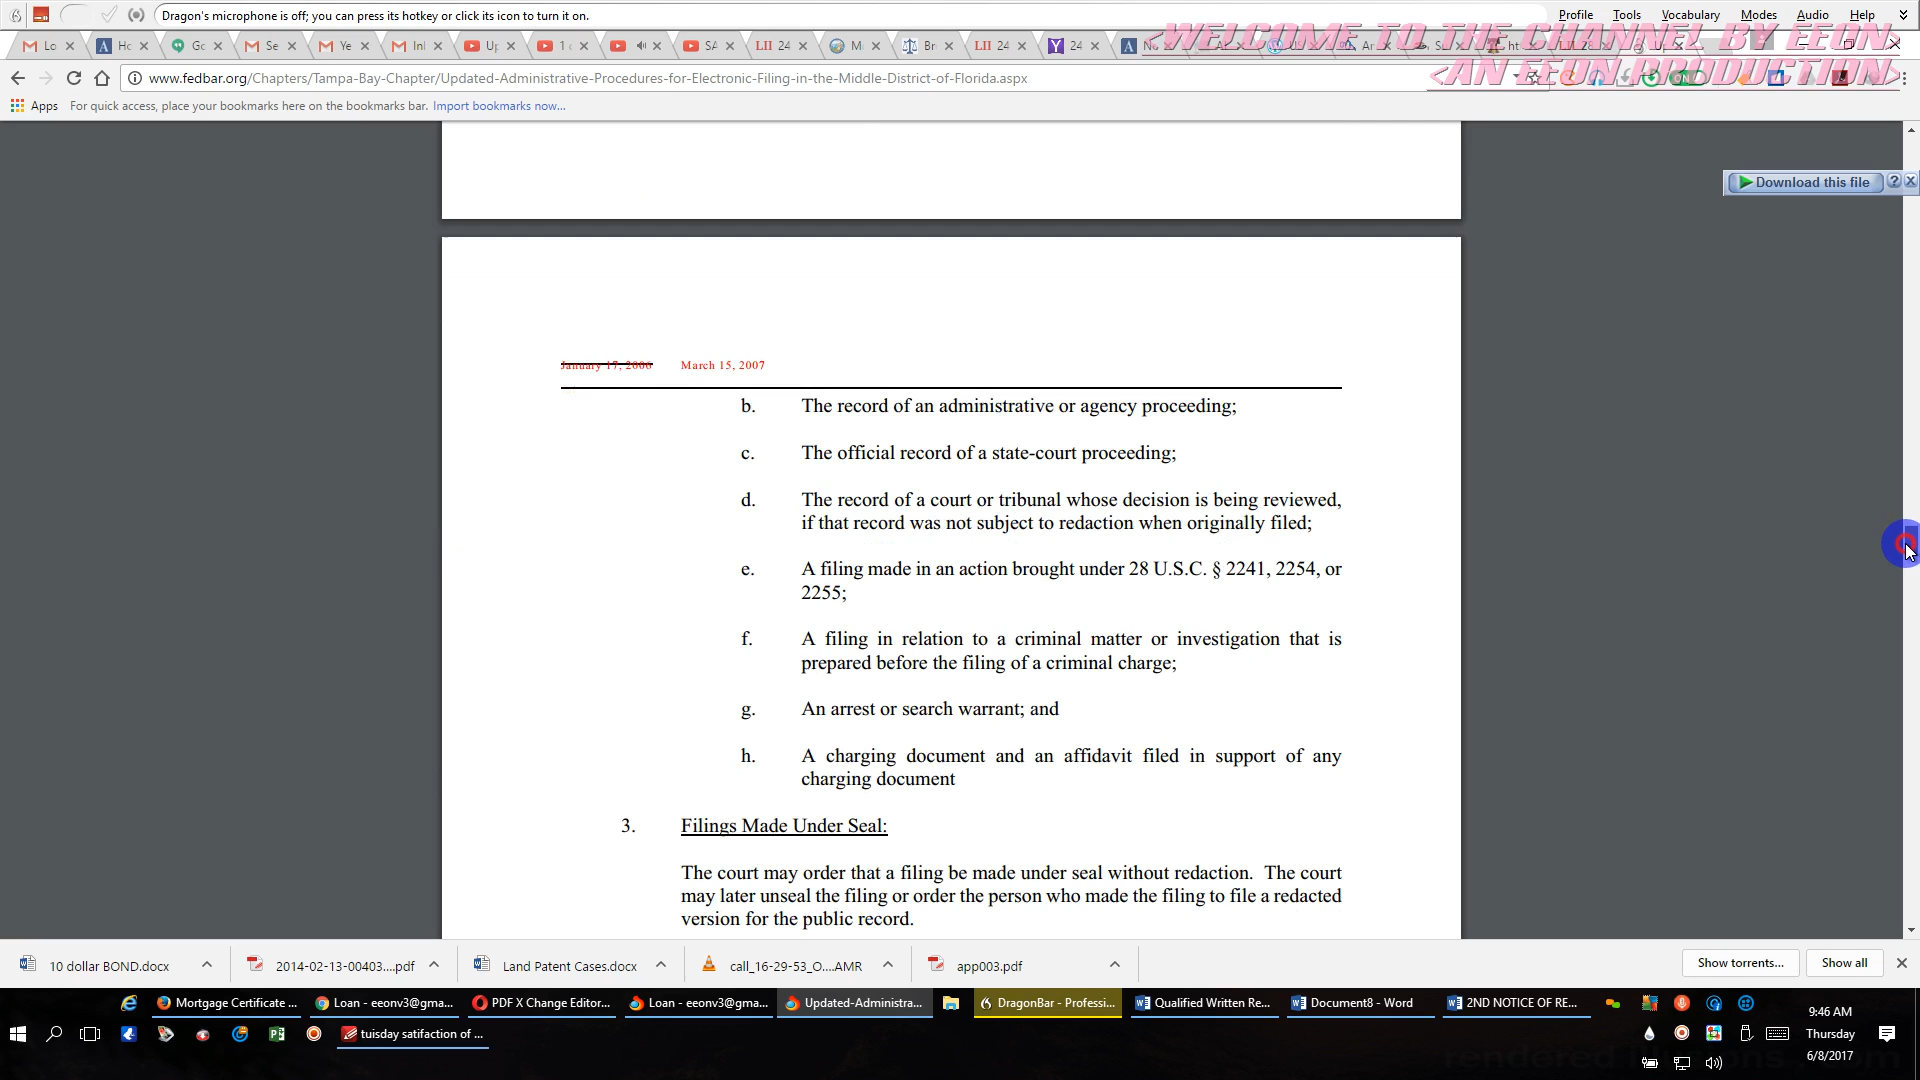 Dragon's microphone is off; you can press its hotkey or click its icon to turn it on.
Profile Tools Vocabulary Modes Audio Help
<WELCOME TO THE CHANNEL BY EEON>
<AN EEON PRODUCTION>
www.fedbar.org/Chapters/Tampa-Bay-Chapter/Updated-Administrative-Procedures-for-Electronic-Filing-in-the-Middle-District-of-Florida.aspx
Apps For quick access, place your bookmarks here on the bookmarks bar. Import bookmarks now...
Download this file
January 17, 2006 March 15, 2007
b. The record of an administrative or agency proceeding;
c. The official record of a state-court proceeding;
d. The record of a court or tribunal whose decision is being reviewed,
if that record was not subject to redaction when originally filed;
e. A filing made in an action brought under 28 U.S.C. § 2241, 2254, or
2255;
f. A filing in relation to a criminal matter or investigation that is
prepared before the filing of a criminal charge;
g. An arrest or search warrant; and
h. A charging document and an affidavit filed in support of any
charging document
3. Filings Made Under Seal:
The court may order that a filing be made under seal without redaction. The court
may later unseal the filing or order the person who made the filing to file a redacted
version for the public record.
10 dollar BOND.docx 2014-02-13-00403....pdf Land Patent Cases.docx call_16-29-53_O....AMR app003.pdf Show torrents... Show all
Mortgage Certificate ... Loan - eeonv3@gma... PDF X Change Editor... Loan - eeonv3@gma... Updated-Administra... DragonBar - Professi... Qualified Written Re... Document8 - Word 2ND NOTICE OF RE...
tuisday satifaction of ...
9:46 AM
Thursday
6/8/2017